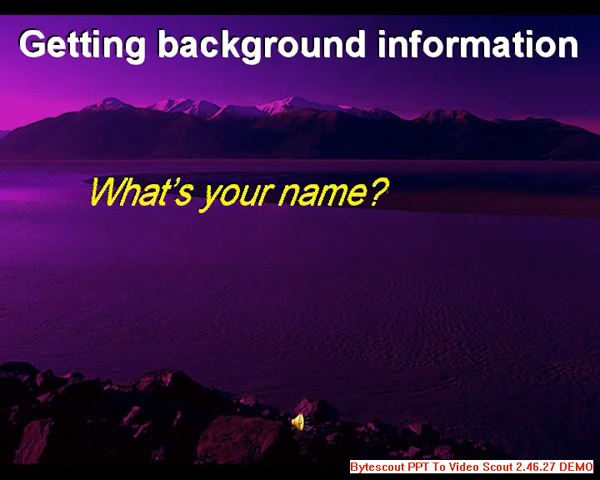 Getting background information
What's your name?
Bytescout PPT To Video Scout 2.46.27 DEMO